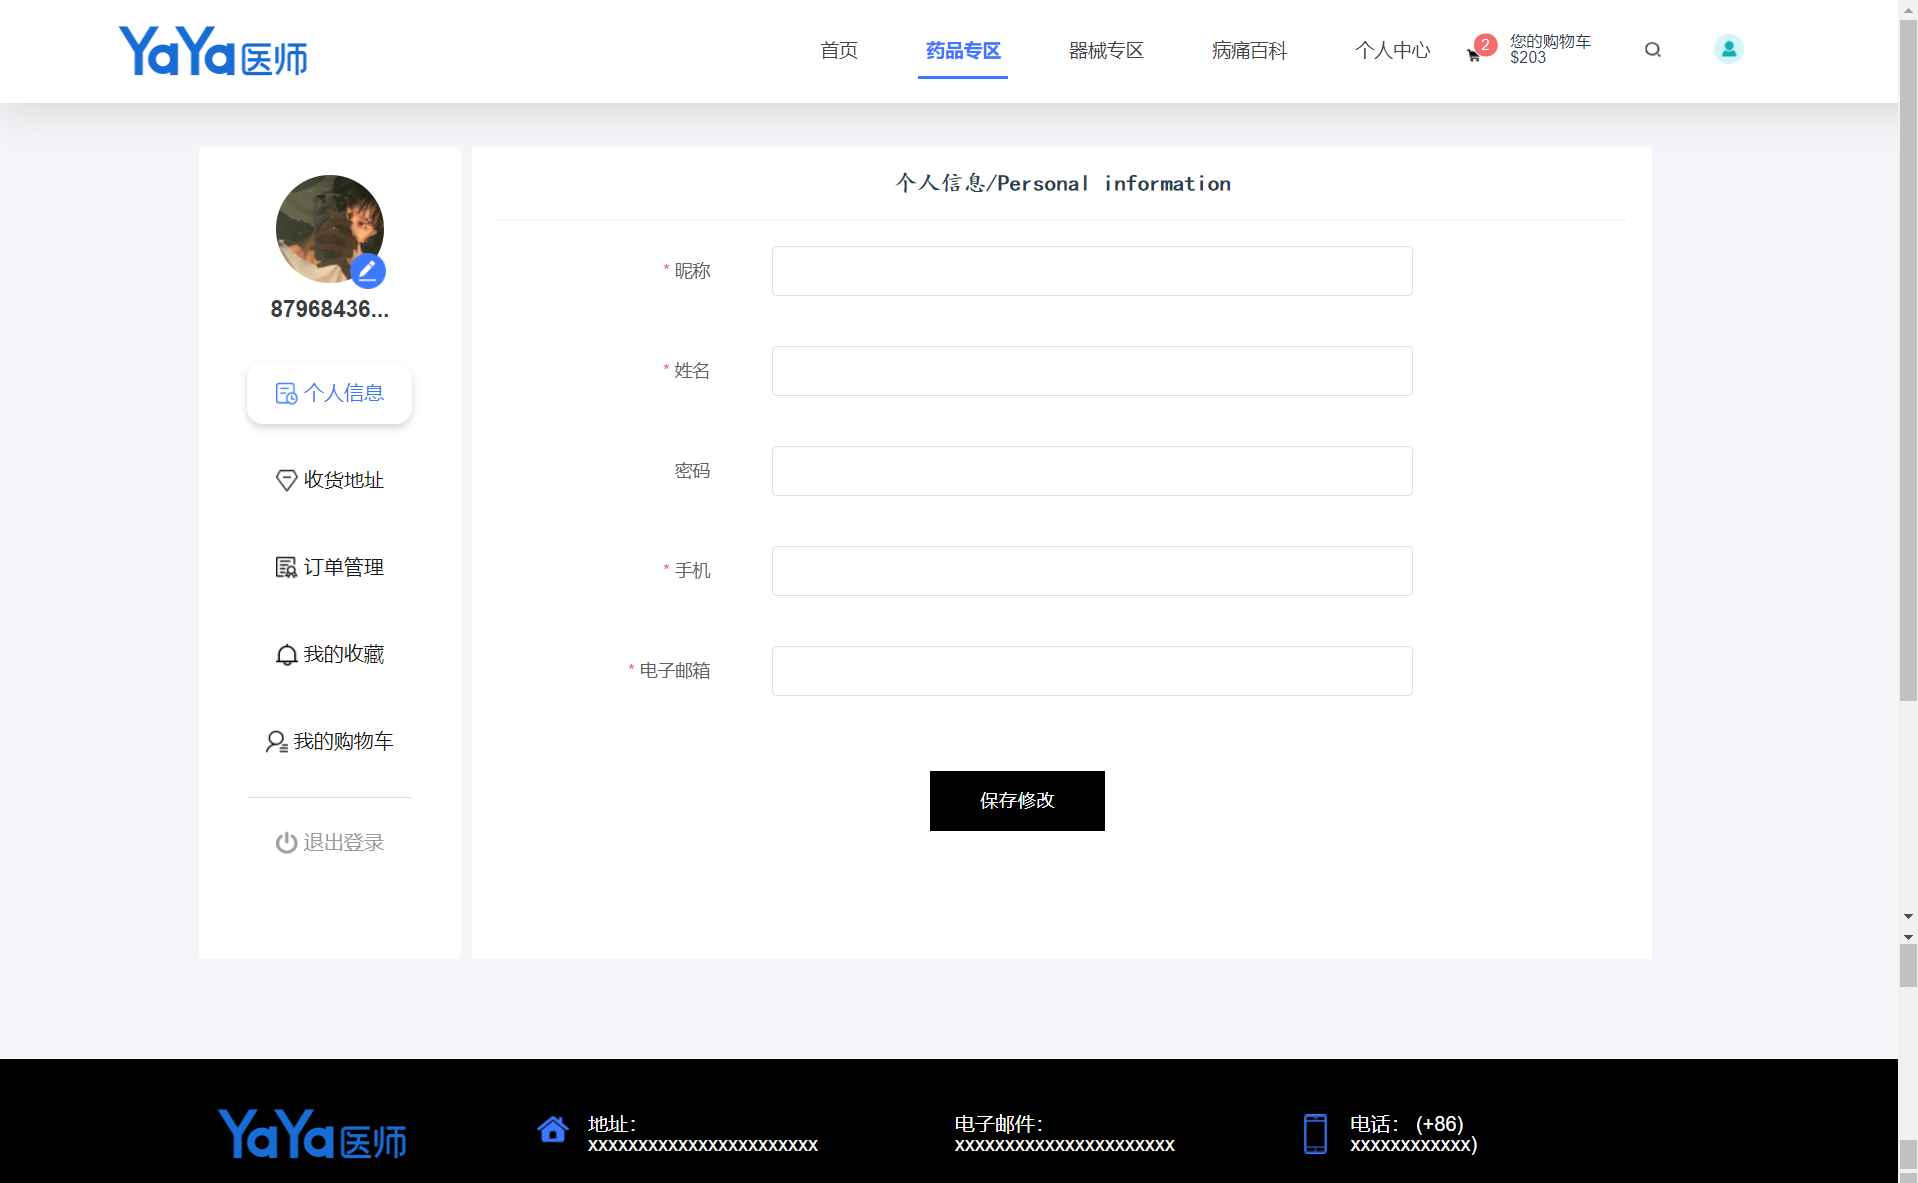 YaYa医师
首页
药品专区
器械专区
病痛百科
个人中心
2
您的购物车
$203
87968436...
个人信息
收货地址
订单管理
我的收藏
我的购物车
退出登录
个人信息/Personal information
* 昵称
* 姓名
密码
* 手机
* 电子邮箱
保存修改
YaYa医师
地址：
xxxxxxxxxxxxxxxxxxxxxxx
电子邮件：
xxxxxxxxxxxxxxxxxxxxxx
电话： (+86)
xxxxxxxxxxxx)